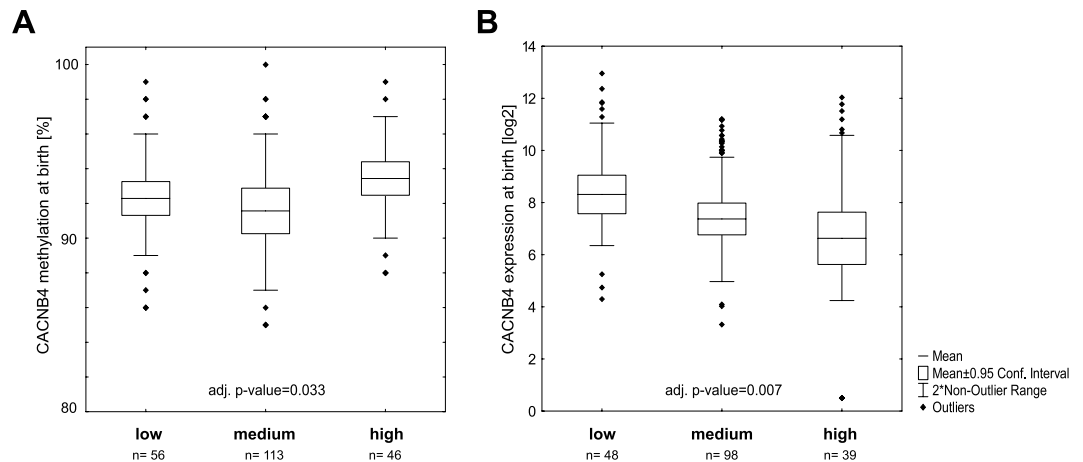 A
CACNB4 methylation at birth [%]
100
90
80
adj. p-value=0.033
low
medium
high
n= 56
n= 113
n= 46
B
CACNB4 expression at birth [log2]
14
12
10
8
6
4
2
0
adj. p-value=0.007
low
medium
high
n= 48
n= 98
n= 39
Mean
Mean±0.95 Conf. Interval
2*Non-Outlier Range
Outliers